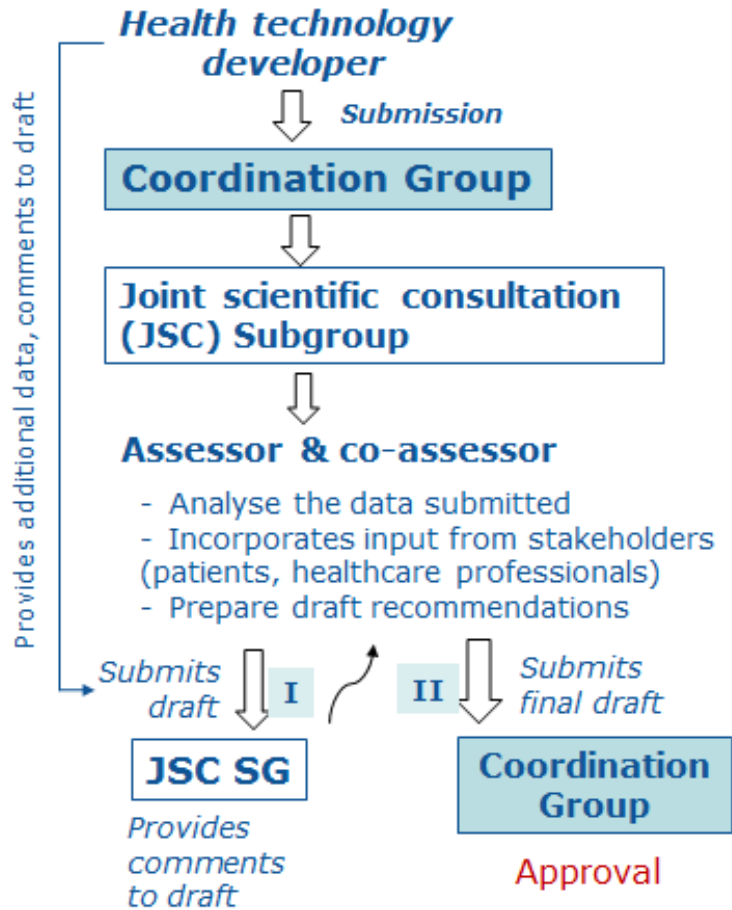 Health technology
developer
Submission
Provides additional data, comments to draft
Coordination Group
Joint scientific consultation
(JSC) Subgroup
Assessor & co-assessor
- Analyse the data submitted
- Incorporates input from stakeholders
(patients, healthcare professionals)
- Prepare draft recommendations
Submits
draft
I
II
Submits
final draft
JSC SG
Provides
comments
to draft
Coordination
Group
Approval